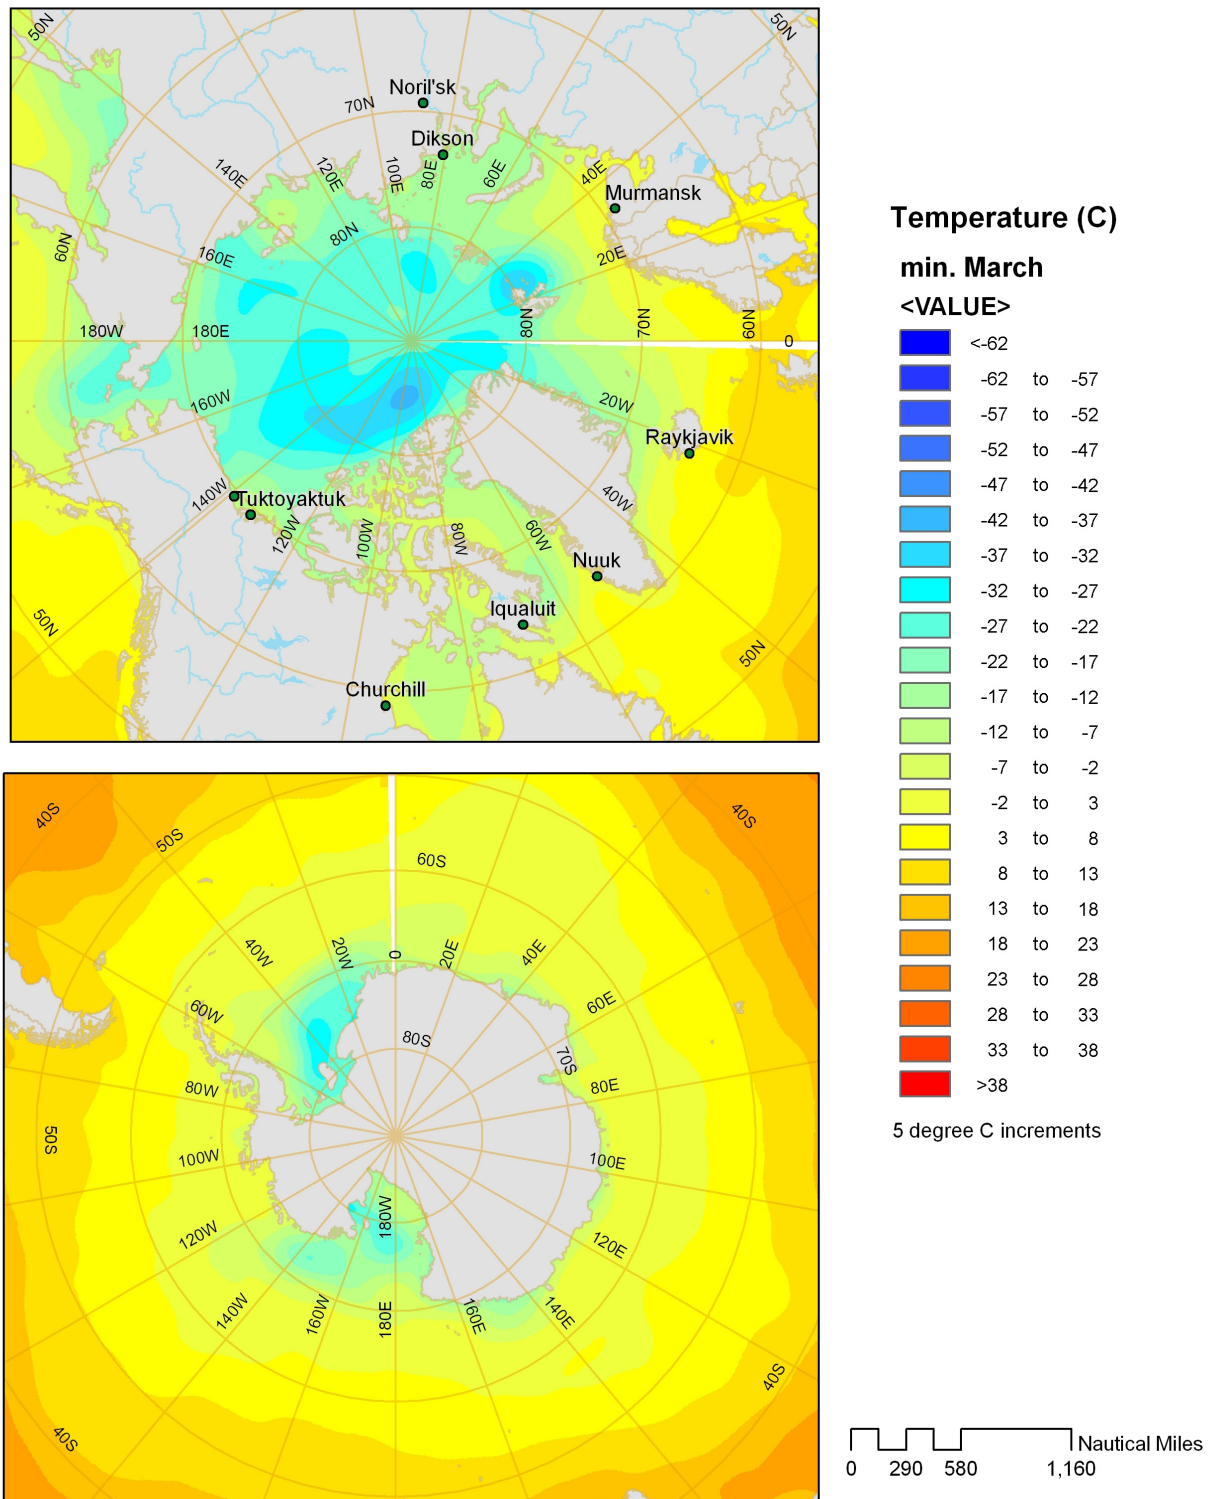 50N
50N
Noril'sk
70N
Dikson
140E
120E
100E
80E
60E
40E
Murmansk
60N
160E
80N
20E
180W
180E
80N
70N
60N
0
160W
20W
Raykjavik
140W
Tuktoyaktuk
120W
100W
80W
60W
40W
Nuuk
Iqualuit
50N
50N
Churchill
Temperature (C)
min. March
<VALUE>
<-62
-62 to -57
-57 to -52
-52 to -47
-47 to -42
-42 to -37
-37 to -32
-32 to -27
-27 to -22
-22 to -17
-17 to -12
-12 to -7
-7 to -2
-2 to 3
3 to 8
8 to 13
13 to 18
18 to 23
23 to 28
28 to 33
33 to 38
>38
5 degree C increments
40S
50S
60S
40S
40W
20W
0
20E
40E
60W
60E
80S
70S
80W
80E
50S
100W
100E
180W
120W
120E
140W
160W
180E
160E
140E
40S
40S
Nautical Miles
0 290 580 1,160